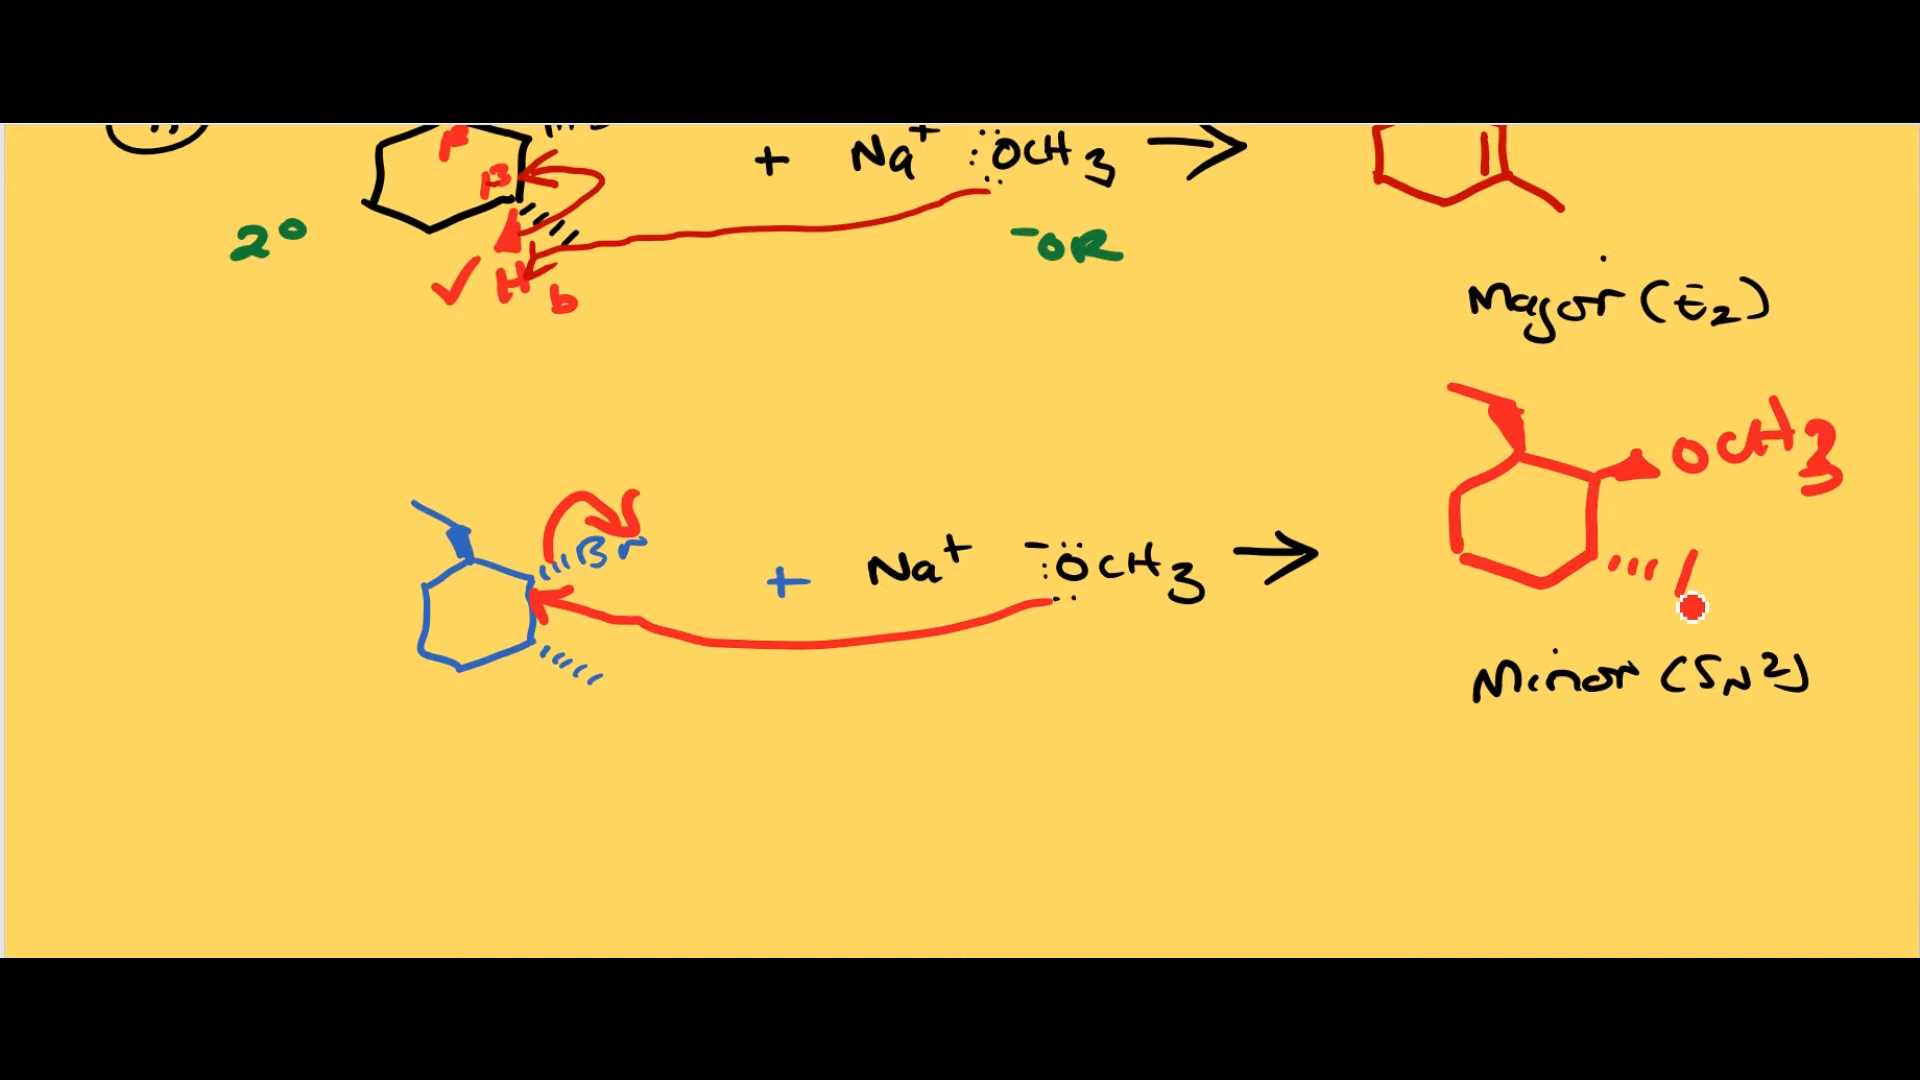 β
β
+ Na+ :OCH3
2°
-OR
✓ H b
Major (E2)
OCH3
Br
+ Na+ -:OCH3
Minor (SN2)